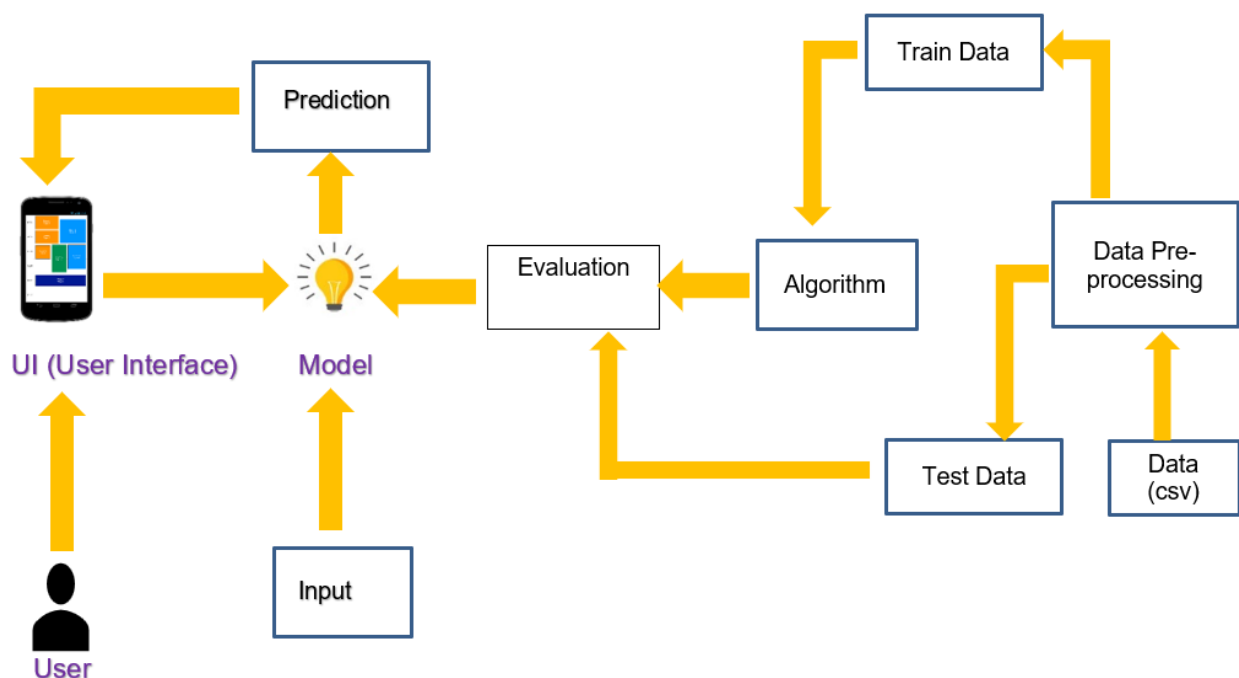 Train Data
Prediction
Data Pre-
processing
Evaluation
Algorithm
UI (User Interface)
Model
Test Data
Data
(csv)
Input
User